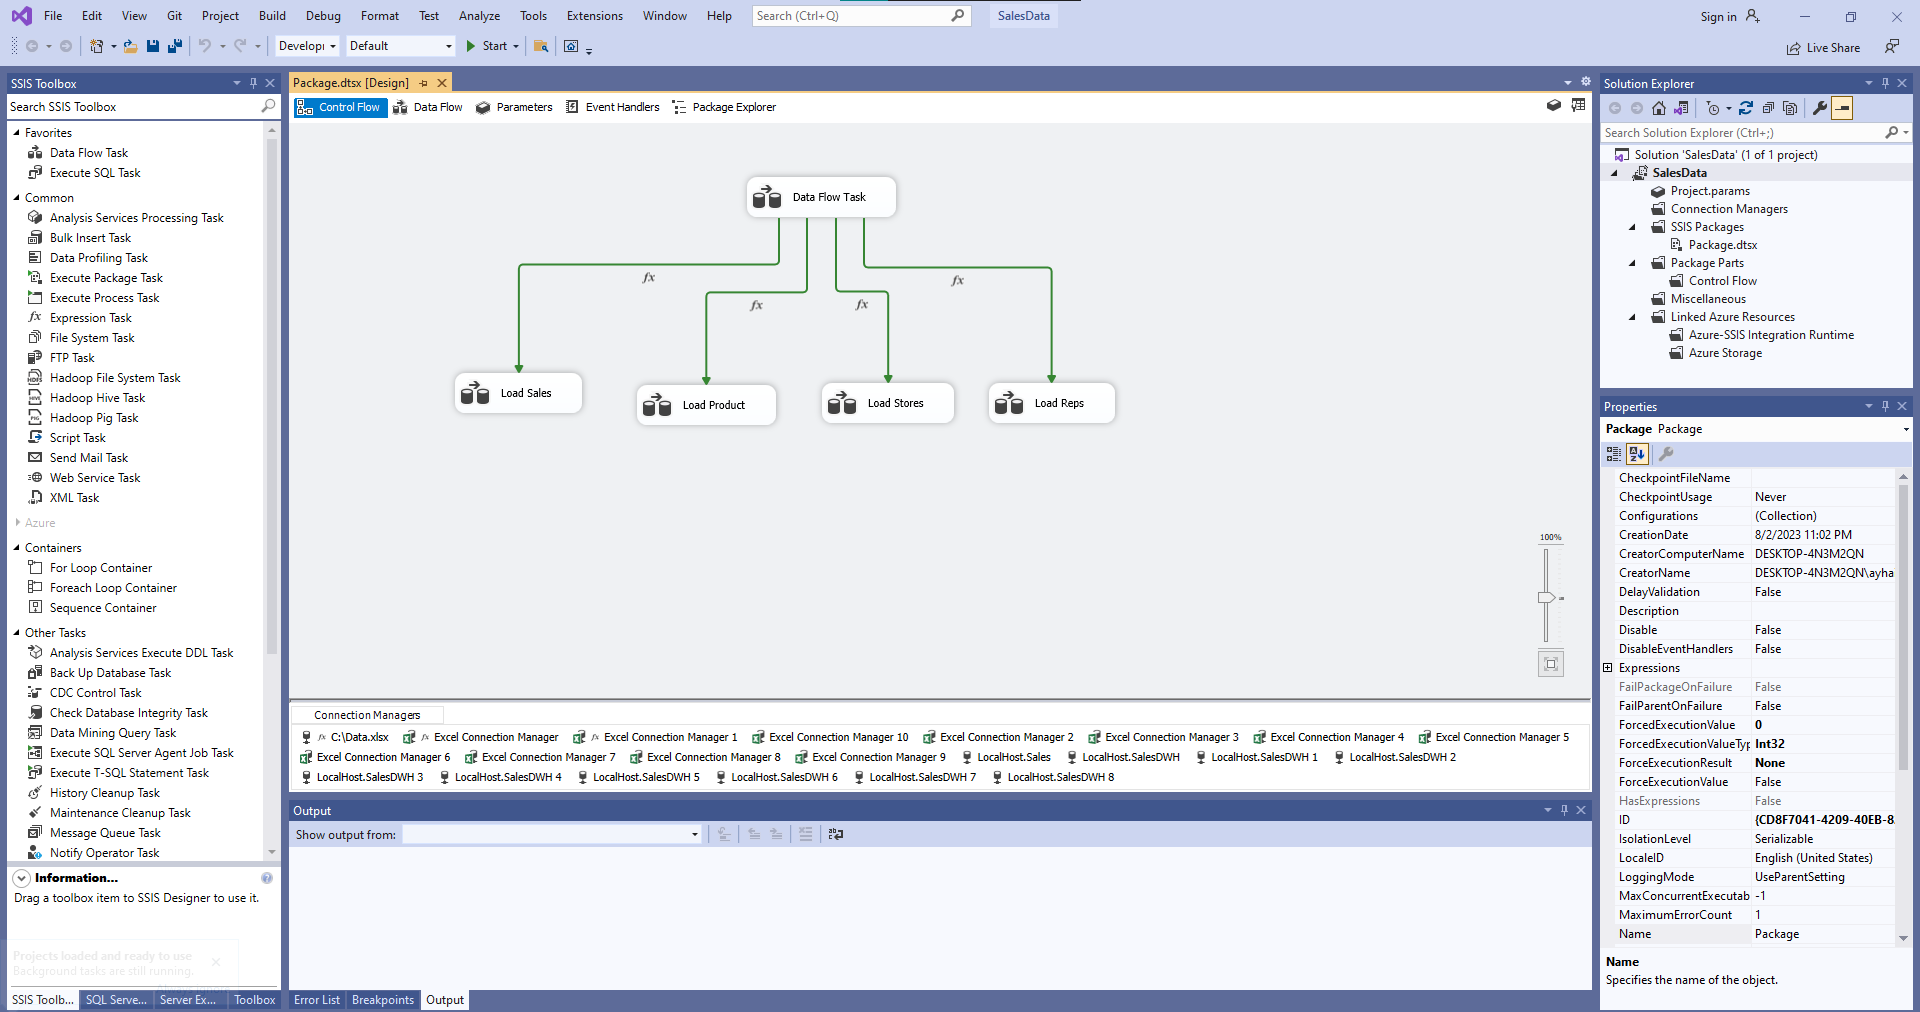 File Edit View Git Project Build Debug Format Test Analyze Tools Extensions Window Help Search (Ctrl+Q) SalesData Sign in
Developı Default Start Live Share
SSIS Toolbox
Search SSIS Toolbox
Favorites
Data Flow Task
Execute SQL Task
Common
Analysis Services Processing Task
Bulk Insert Task
Data Profiling Task
Execute Package Task
Execute Process Task
Expression Task
File System Task
FTP Task
Hadoop File System Task
Hadoop Hive Task
Hadoop Pig Task
Script Task
Send Mail Task
Web Service Task
XML Task
Azure
Containers
For Loop Container
Foreach Loop Container
Sequence Container
Other Tasks
Analysis Services Execute DDL Task
Back Up Database Task
CDC Control Task
Check Database Integrity Task
Data Mining Query Task
Execute SQL Server Agent Job Task
Execute T-SQL Statement Task
History Cleanup Task
Maintenance Cleanup Task
Message Queue Task
Notify Operator Task
Information...
Drag a toolbox item to SSIS Designer to use it.
Projects loaded and ready to use
Background tasks are still running.
SSIS Toolb... SQL Serve... Server Ex... Toolbox
Package.dtsx [Design]
Control Flow Data Flow Parameters Event Handlers Package Explorer
Data Flow Task
fx fx fx fx
Load Sales Load Product Load Stores Load Reps
100%
Connection Managers
fx C:\Data.xlsx fx Excel Connection Manager fx Excel Connection Manager 1 Excel Connection Manager 10 Excel Connection Manager 2 Excel Connection Manager 3 Excel Connection Manager 4 Excel Connection Manager 5
Excel Connection Manager 6 Excel Connection Manager 7 Excel Connection Manager 8 Excel Connection Manager 9 LocalHost.Sales LocalHost.SalesDWH LocalHost.SalesDWH 1 LocalHost.SalesDWH 2
LocalHost.SalesDWH 3 LocalHost.SalesDWH 4 LocalHost.SalesDWH 5 LocalHost.SalesDWH 6 LocalHost.SalesDWH 7 LocalHost.SalesDWH 8
Output
Show output from:
Error List Breakpoints Output
Solution Explorer
Search Solution Explorer (Ctrl+;)
Solution 'SalesData' (1 of 1 project)
SalesData
Project.params
Connection Managers
SSIS Packages
Package.dtsx
Package Parts
Control Flow
Miscellaneous
Linked Azure Resources
Azure-SSIS Integration Runtime
Azure Storage
Properties
Package Package
CheckpointFileName
CheckpointUsage Never
Configurations (Collection)
CreationDate 8/2/2023 11:02 PM
CreatorComputerName DESKTOP-4N3M2QN
CreatorName DESKTOP-4N3M2QN\ayha
DelayValidation False
Description
Disable False
DisableEventHandlers False
Expressions
FailPackageOnFailure False
FailParentOnFailure False
ForcedExecutionValue 0
ForcedExecutionValueTyp Int32
ForceExecutionResult None
ForceExecutionValue False
HasExpressions False
ID {CD8F7041-4209-40EB-8
IsolationLevel Serializable
LocaleID English (United States)
LoggingMode UseParentSetting
MaxConcurrentExecutab -1
MaximumErrorCount 1
Name Package
Name
Specifies the name of the object.